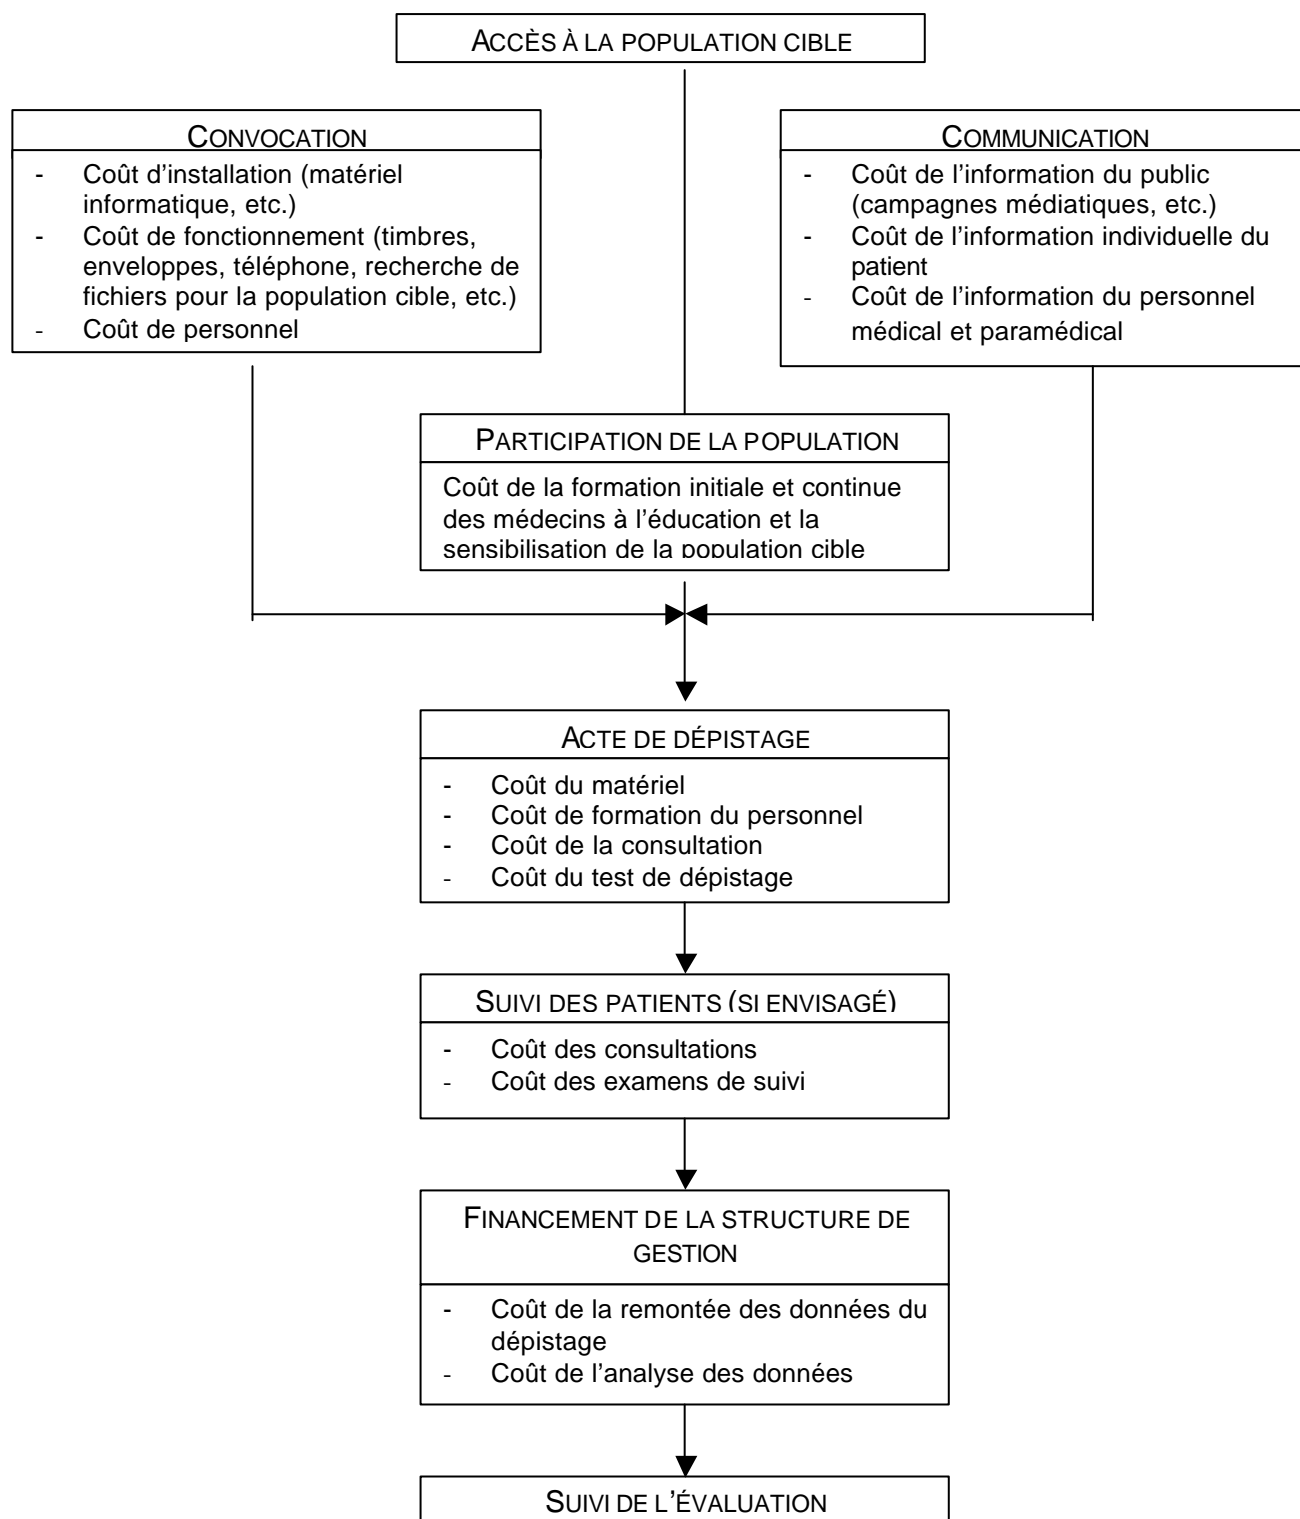 ACCÈS À LA POPULATION CIBLE
CONVOCATION
- Coût d'installation (matériel
informatique, etc.)
- Coût de fonctionnement (timbres,
enveloppes, téléphone, recherche de
fichiers pour la population cible, etc.)
- Coût de personnel
COMMUNICATION
- Coût de l'information du public
(campagnes médiatiques, etc.)
- Coût de l'information individuelle du
patient
- Coût de l'information du personnel
médical et paramédical
PARTICIPATION DE LA POPULATION
Coût de la formation initiale et continue
des médecins à l'éducation et la
sensibilisation de la population cible
ACTE DE DÉPISTAGE
- Coût du matériel
- Coût de formation du personnel
- Coût de la consultation
- Coût du test de dépistage
SUIVI DES PATIENTS (SI ENVISAGÉ)
- Coût des consultations
- Coût des examens de suivi
FINANCEMENT DE LA STRUCTURE DE
GESTION
- Coût de la remontée des données du
dépistage
- Coût de l'analyse des données
SUIVI DE L'ÉVALUATION